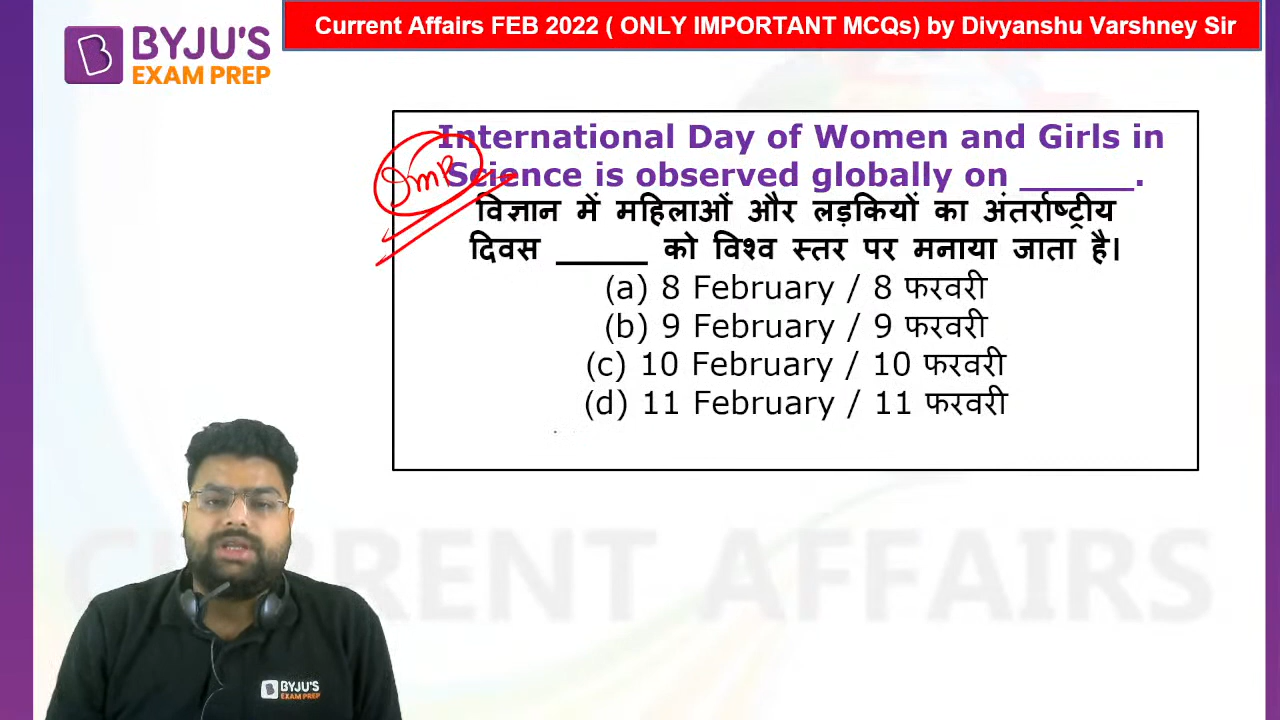 Current Affairs FEB 2022 ( ONLY IMPORTANT MCQs) by Divyanshu Varshney Sir
BYJU'S
EXAM PREP
International Day of Women and Girls in
Science is observed globally on ______.
Imp
विज्ञान में महिलाओं और लड़कियों का अंतर्राष्ट्रीय
दिवस ______ को विश्व स्तर पर मनाया जाता है।
(a) 8 February / 8 फरवरी
(b) 9 February / 9 फरवरी
(c) 10 February / 10 फरवरी
(d) 11 February / 11 फरवरी
CURRENT AFFAIRS
BYJU'S
EXAM PREP